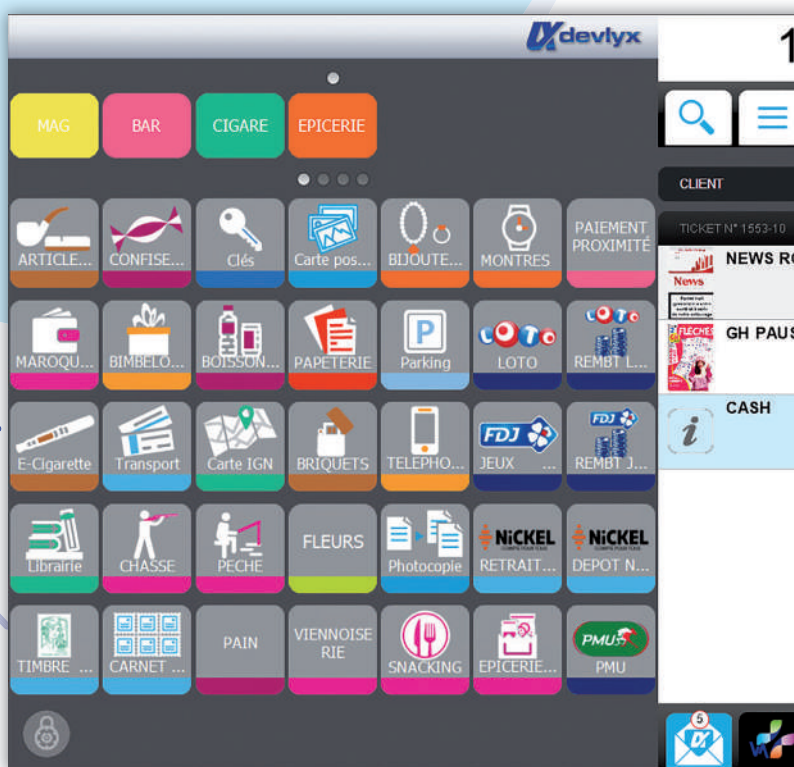 devlyx
1
MAG
BAR
CIGARE
EPICERIE
CLIENT
TICKET N° 1553-10
ARTICLE...
CONFISE...
Clés
Carte pos...
BIJOUTE...
MONTRES
PAIEMENT
PROXIMITÉ
NEWS RO
News
MAROQU...
BIMBELO...
BOISSON...
PAPETERIE
P
Parking
LOTO
LOTO
LOTO
REMBT L...
FLECHES
GH PAUS
E-Cigarette
Transport
Carte IGN
BRIQUETS
TELEPHO...
FDJ
JEUX ...
FDJ
REMBT J...
i
CASH
Librairie
CHASSE
PECHE
FLEURS
Photocopie
NiCKEL
RETRAIT...
NiCKEL
DEPOT N...
TIMBRE ...
CARNET ...
PAIN
VIENNOISE
RIE
SNACKING
EPICERIE...
PMU
PMU
5